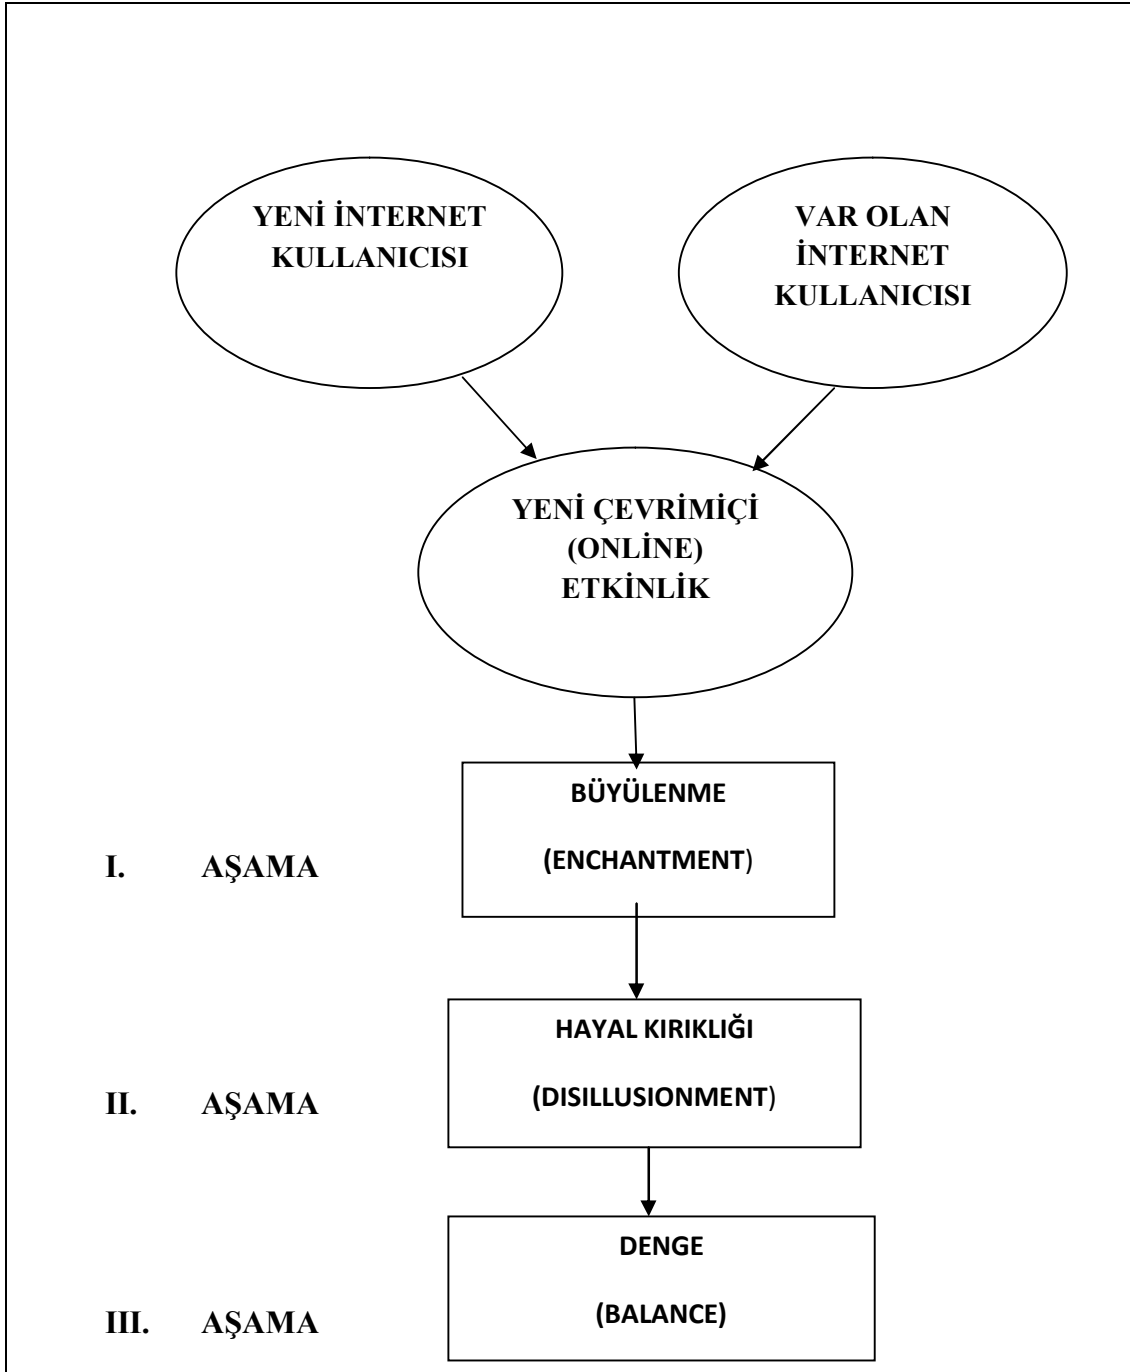 YENİ İNTERNET
KULLANICISI
VAR OLAN
İNTERNET
KULLANICISI
YENİ ÇEVRİMİÇİ
(ONLİNE)
ETKİNLİK
BÜYÜLENME
(ENCHANTMENT)
I. AŞAMA
HAYAL KIRIKLIĞI
(DISILLUSIONMENT)
II. AŞAMA
DENGE
(BALANCE)
III. AŞAMA